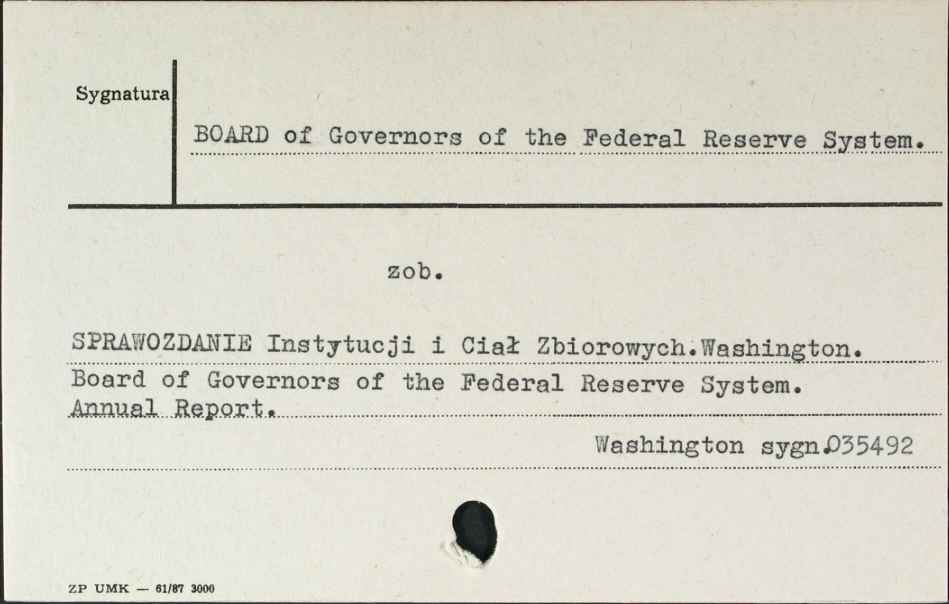 Sygnatura
BOARD of Governors of the Federal Reserve System.
zob.
SPRAWOZDANIE Instytucji i Ciał Zbiorowych.Washington.
Board of Governors of the Federal Reserve System.
Annual Report.
Washington sygn.035492
ZP UMK — 61/87 3000